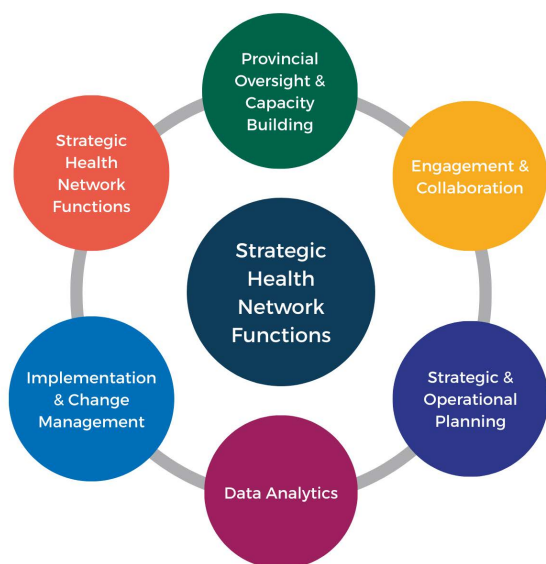 Provincial
Oversight &
Capacity
Building
Engagement &
Collaboration
Strategic &
Operational
Planning
Data Analytics
Implementation
& Change
Management
Strategic
Health
Network
Functions
Strategic
Health
Network
Functions